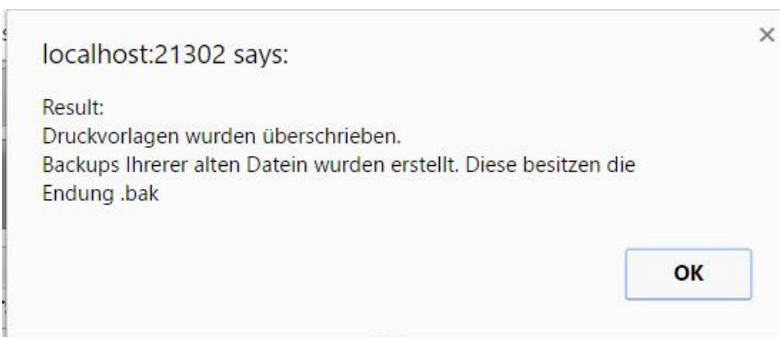 localhost:21302 says:
Result:
Druckvorlagen wurden überschrieben.
Backups Ihrerer alten Datein wurden erstellt. Diese besitzen die
Endung .bak
OK